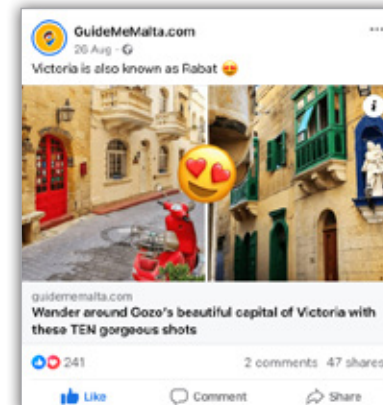 GuideMeMalta.com
26 Aug ·
Victoria is also known as Rabat
guidememalta.com
Wander around Gozo's beautiful capital of Victoria with
these TEN gorgeous shots
241
2 comments 47 shares
Like Comment Share